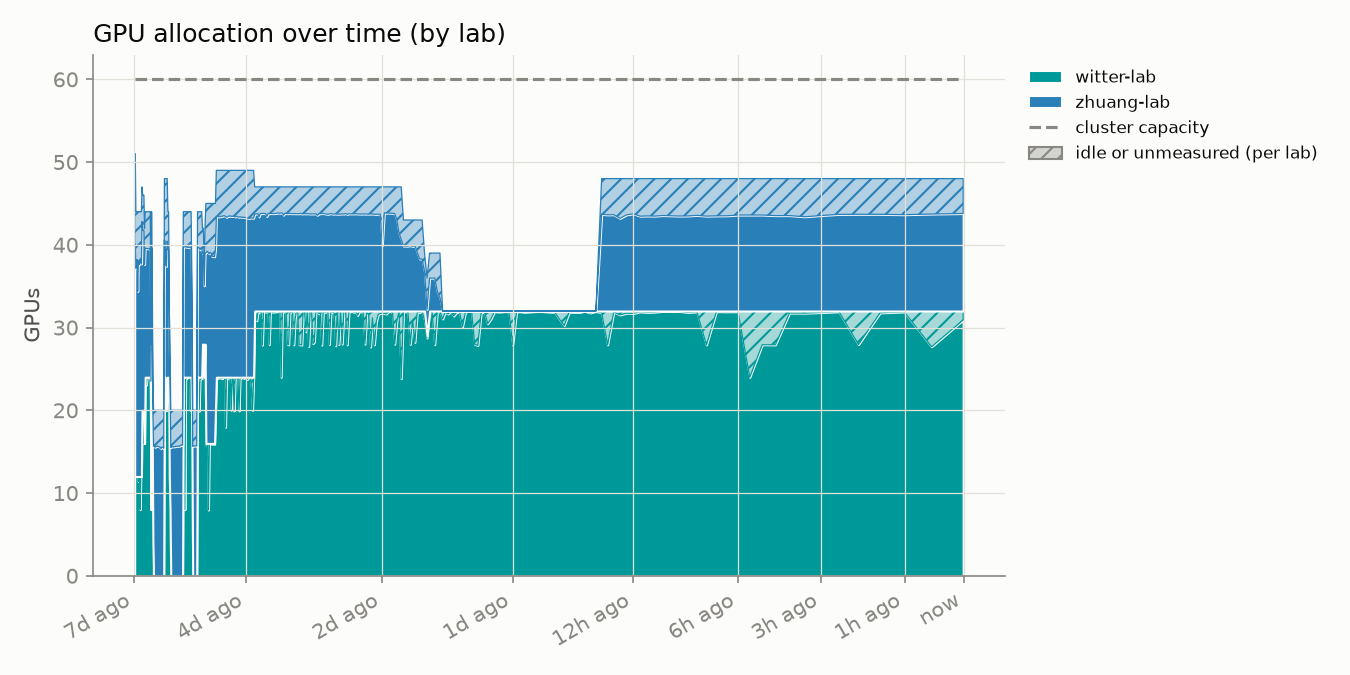 GPU allocation over time (by lab)
witter-lab
zhuang-lab
cluster capacity
idle or unmeasured (per lab)
GPUs
60
50
40
30
20
10
0
7d ago
4d ago
2d ago
1d ago
12h ago
6h ago
3h ago
1h ago
now